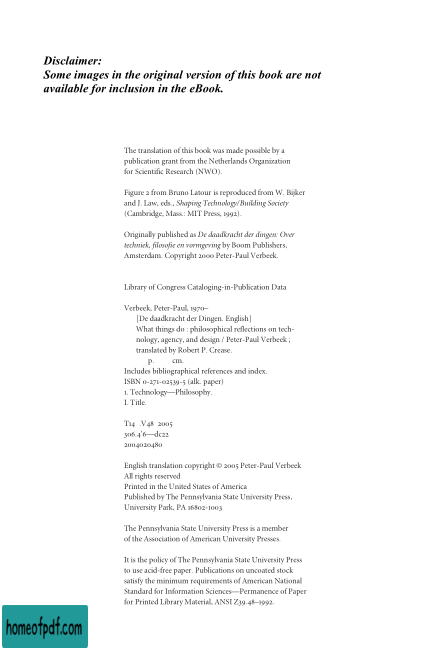 Disclaimer:
Some images in the original version of this book are not
available for inclusion in the eBook.
The translation of this book was made possible by a
publication grant from the Netherlands Organization
for Scientific Research (NWO).
Figure 2 from Bruno Latour is reproduced from W. Bijker
and J. Law, eds., Shaping Technology/Building Society
(Cambridge, Mass.: MIT Press, 1992).
Originally published as De daadkracht der dingen: Over
techniek, filosofie en vormgeving by Boom Publishers,
Amsterdam. Copyright 2000 Peter-Paul Verbeek.
Library of Congress Cataloging-in-Publication Data
Verbeek, Peter-Paul, 1970–
[De daadkracht der Dingen. English]
What things do : philosophical reflections on tech-
nology, agency, and design / Peter-Paul Verbeek ;
translated by Robert P. Crease.
p. cm.
Includes bibliographical references and index.
ISBN 0-271-02539-5 (alk. paper)
1. Technology—Philosophy.
I. Title.
T14 .V48 2005
306.4'6—dc22
2004020480
English translation copyright © 2005 Peter-Paul Verbeek
All rights reserved
Printed in the United States of America
Published by The Pennsylvania State University Press,
University Park, PA 16802-1003
The Pennsylvania State University Press is a member
of the Association of American University Presses.
It is the policy of The Pennsylvania State University Press
to use acid-free paper. Publications on uncoated stock
satisfy the minimum requirements of American National
Standard for Information Sciences—Permanence of Paper
for Printed Library Material, ANSI Z39.48–1992.
homeofpdf.com